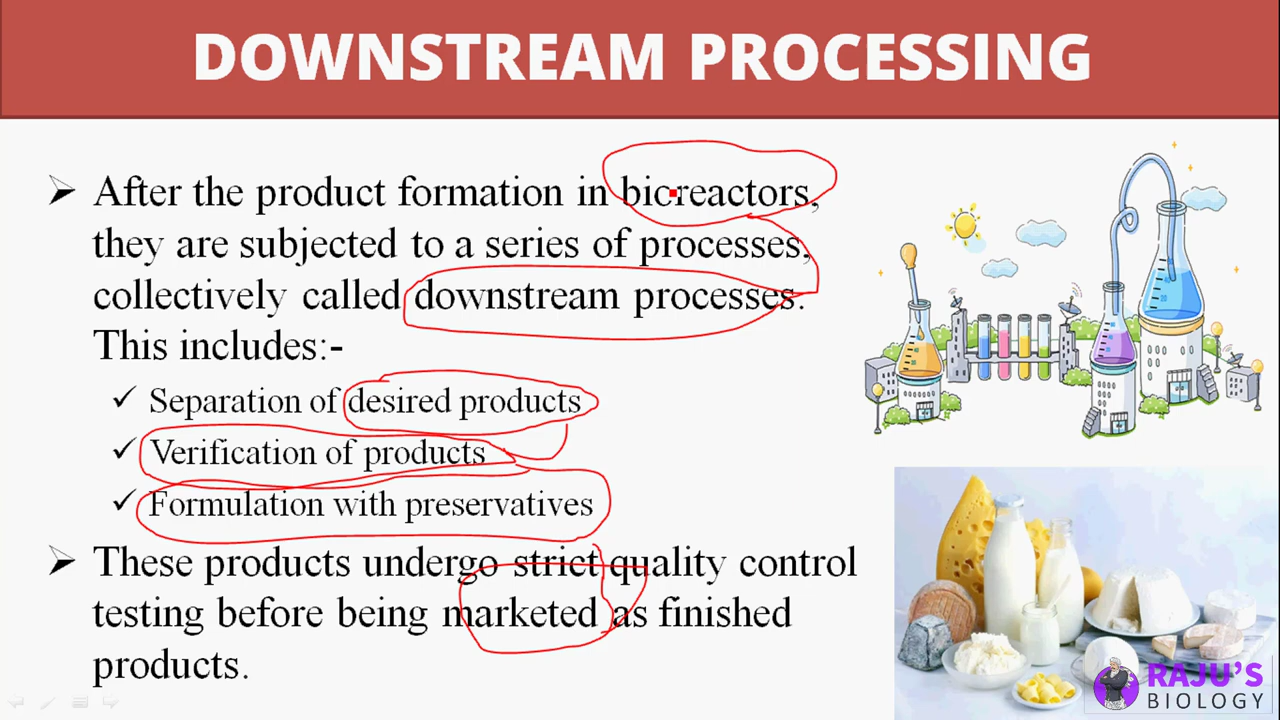 DOWNSTREAM PROCESSING
➢ After the product formation in bioreactors,
they are subjected to a series of processes,
collectively called downstream processes.
This includes:-
✓ Separation of desired products
✓ Verification of products
✓ Formulation with preservatives
➢ These products undergo strict quality control
testing before being marketed as finished
products.
RAJU'S
BIOLOGY